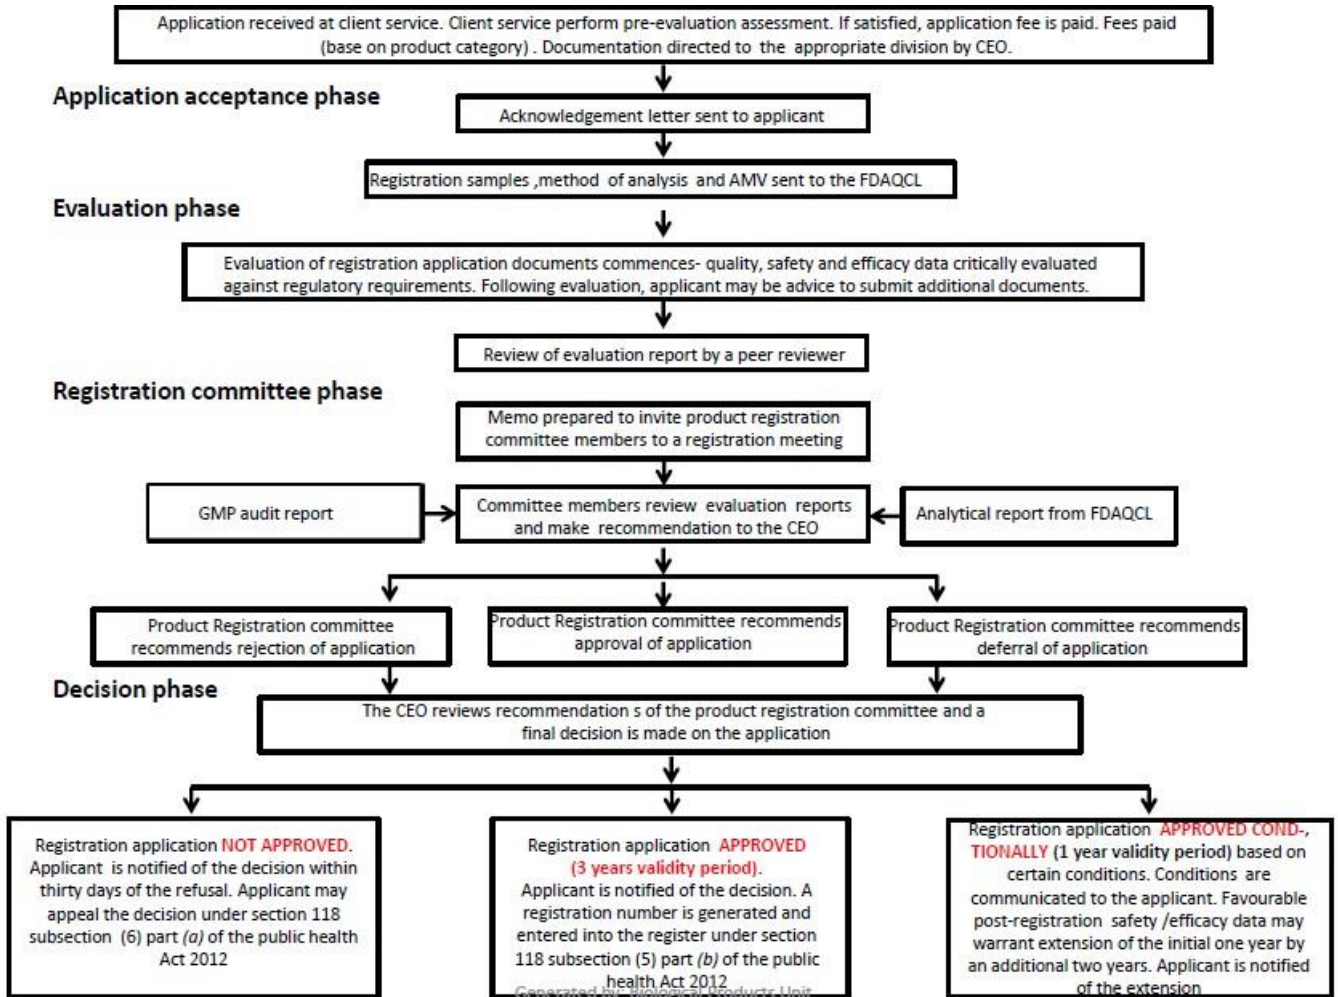 Application received at client service. Client service perform pre-evaluation assessment. If satisfied, application fee is paid. Fees paid
(base on product category) . Documentation directed to the appropriate division by CEO.
Application acceptance phase
Acknowledgement letter sent to applicant
Registration samples ,method of analysis and AMV sent to the FDAQCL
Evaluation phase
Evaluation of registration application documents commences- quality, safety and efficacy data critically evaluated
against regulatory requirements. Following evaluation, applicant may be advice to submit additional documents.
Review of evaluation report by a peer reviewer
Registration committee phase
Memo prepared to invite product registration
committee members to a registration meeting
GMP audit report
Committee members review evaluation reports
and make recommendation to the CEO
Analytical report from FDAQCL
Product Registration committee
recommends rejection of application
Product Registration committee recommends
approval of application
Product Registration committee recommends
deferral of application
Decision phase
The CEO reviews recommendation s of the product registration committee and a
final decision is made on the application
Registration application NOT APPROVED.
Applicant is notified of the decision within
thirty days of the refusal. Applicant may
appeal the decision under section 118
subsection (6) part (a) of the public health
Act 2012
Registration application APPROVED
(3 years validity period).
Applicant is notified of the decision. A
registration number is generated and
entered into the register under section
118 subsection (5) part (b) of the public
health Act 2012
Generated by: Biological Products Unit
Registration application APPROVED COND-,
TIONALLY (1 year validity period) based on
certain conditions. Conditions are
communicated to the applicant. Favourable
post-registration safety /efficacy data may
warrant extension of the initial one year by
an additional two years. Applicant is notified
of the extension